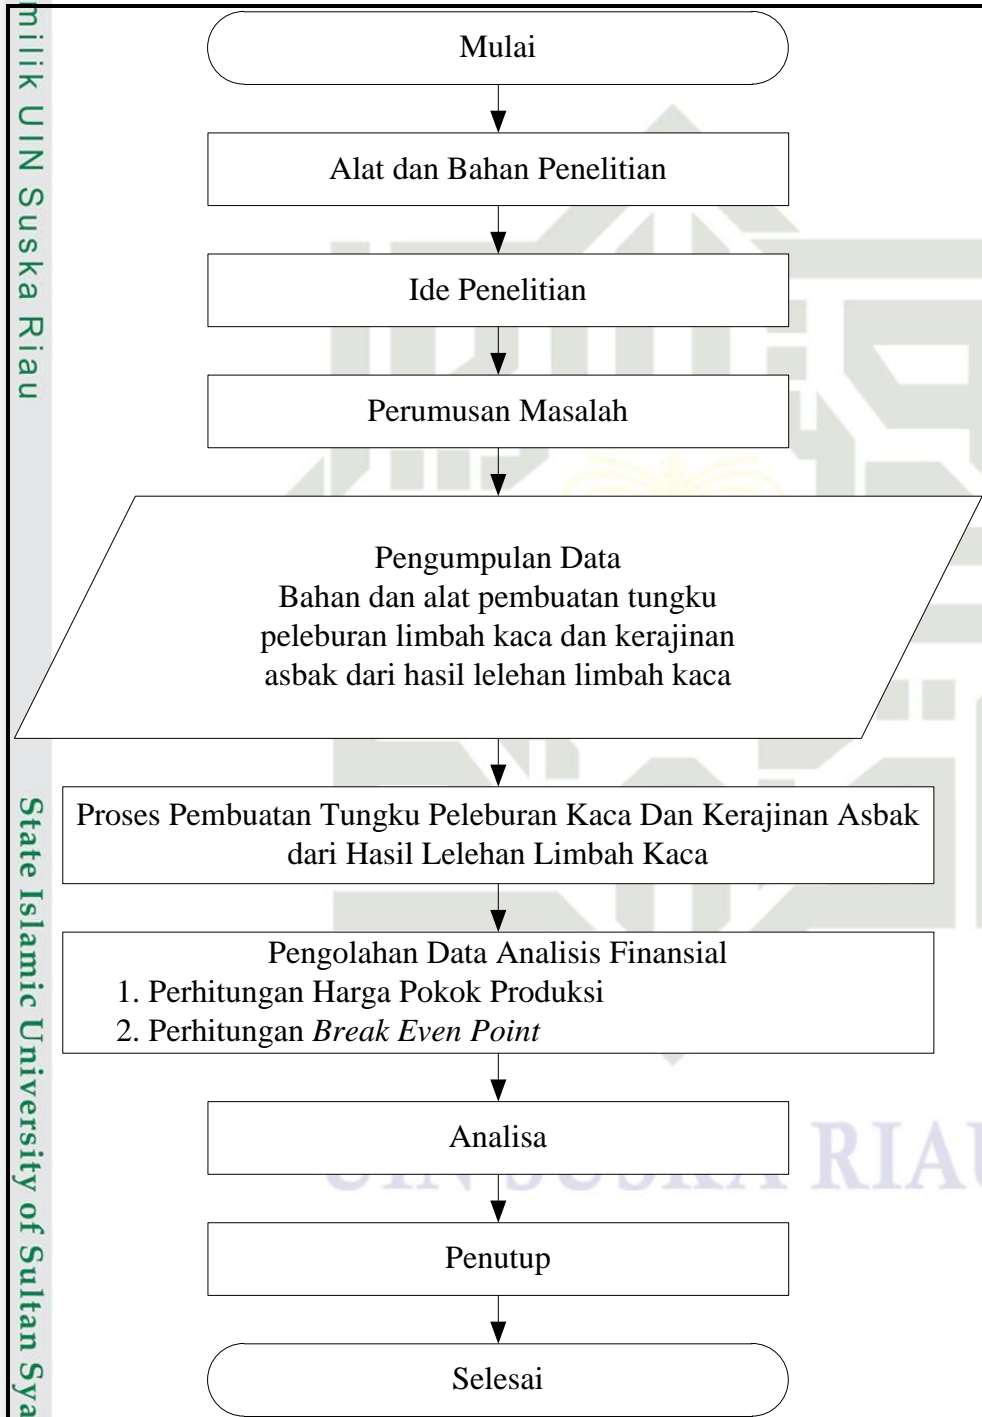 milik UIN Suska Riau
Mulai
Alat dan Bahan Penelitian
Ide Penelitian
Perumusan Masalah
Pengumpulan Data
Bahan dan alat pembuatan tungku
peleburan limbah kaca dan kerajinan
asbak dari hasil lelehan limbah kaca
Proses Pembuatan Tungku Peleburan Kaca Dan Kerajinan Asbak
dari Hasil Lelehan Limbah Kaca
Pengolahan Data Analisis Finansial
1. Perhitungan Harga Pokok Produksi
2. Perhitungan Break Even Point
Analisa
Penutup
Selesai
State Islamic University of Sultan Sya
UIN SUSKA RIAU